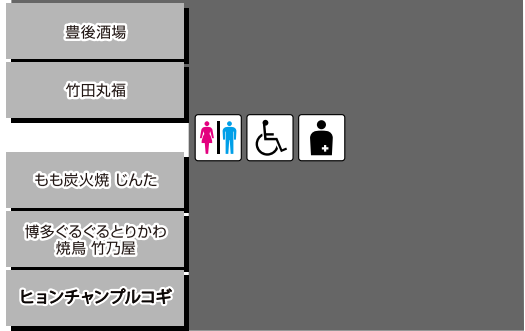 豊後酒場
竹田丸福
もも炭火焼 じんた
博多ぐるぐるとりかわ
焼鳥 竹乃屋
ヒョンチャンプルコギ